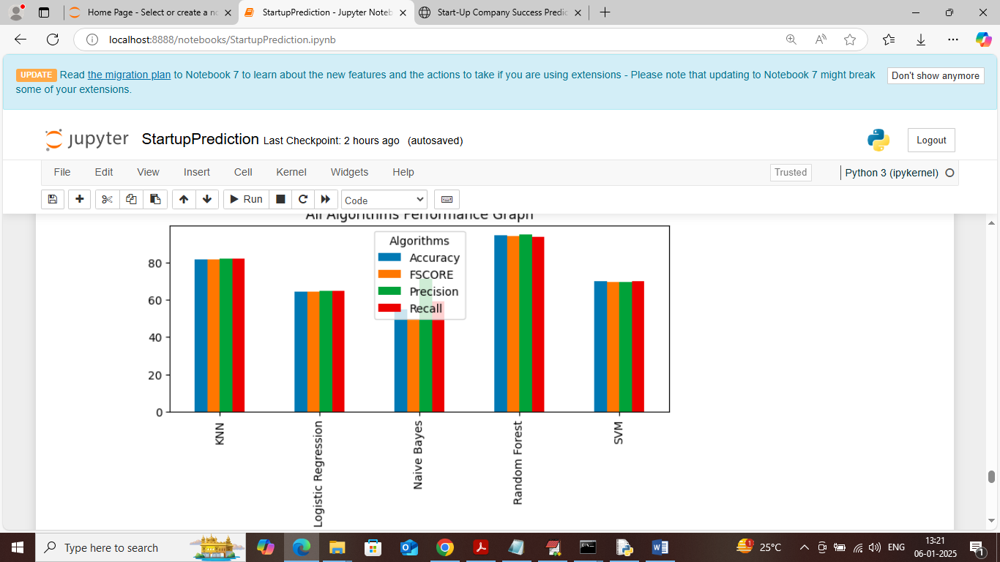 Home Page - Select or create a no
StartupPrediction - Jupyter Noteb
Start-Up Company Success Predic
localhost:8888/notebooks/StartupPrediction.ipynb
UPDATE Read the migration plan to Notebook 7 to learn about the new features and the actions to take if you are using extensions - Please note that updating to Notebook 7 might break
some of your extensions.
Don't show anymore
jupyter StartupPrediction Last Checkpoint: 2 hours ago (autosaved)
Logout
File Edit View Insert Cell Kernel Widgets Help
Trusted
Python 3 (ipykernel)
Run
Code
All Algorithms Performance Graph
Algorithms
Accuracy
FSCORE
Precision
Recall
80
60
40
20
0
KNN
Logistic Regression
Naive Bayes
Random Forest
SVM
Type here to search
1
25°C
ENG
13:21
06-01-2025
1